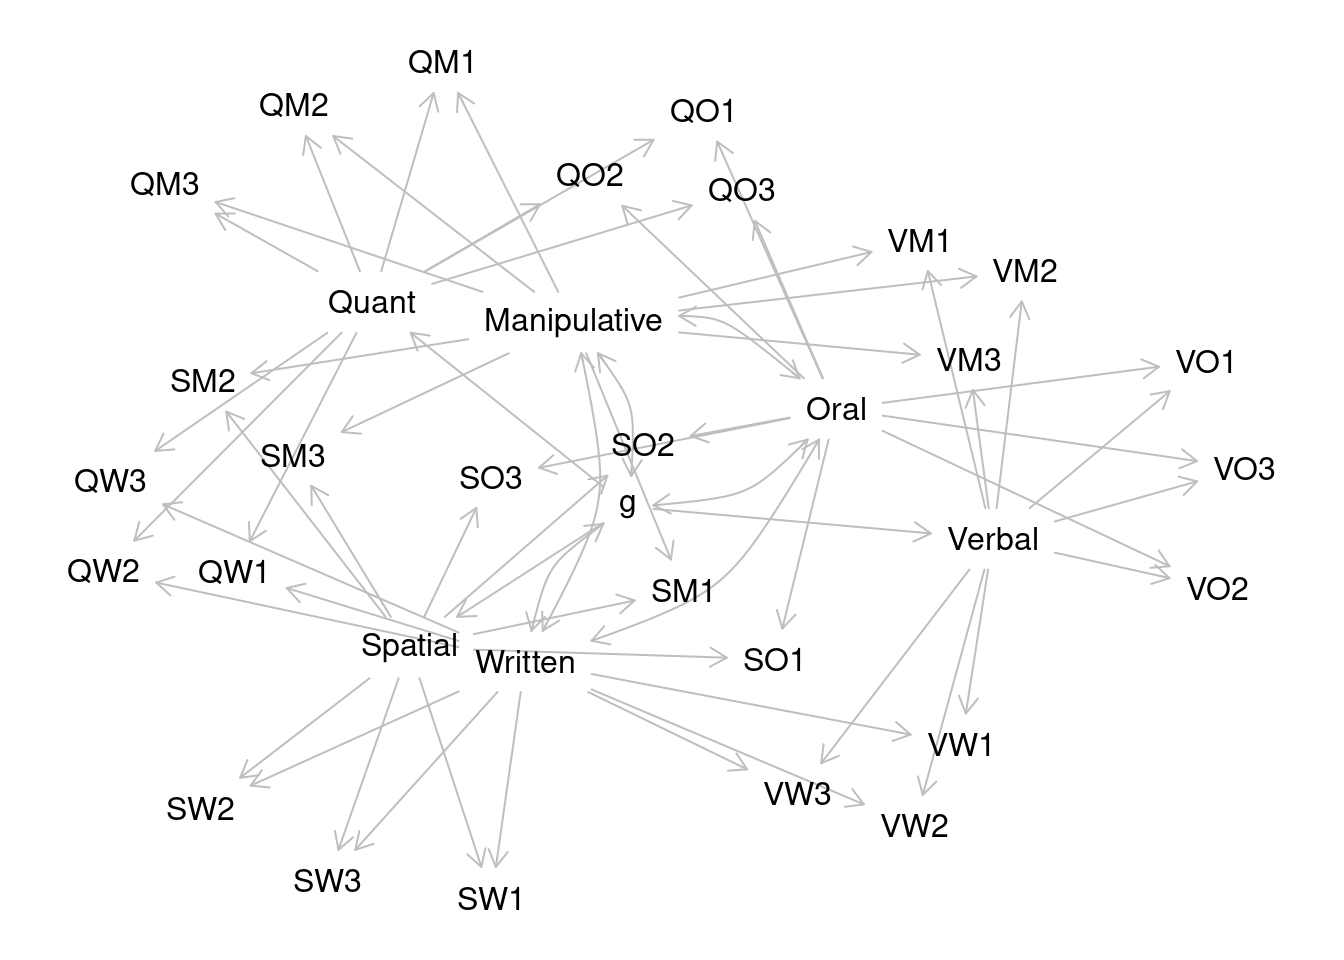 QM1
QM2
QO1
QO2
QM3
QO3
VM1
VM2
Quant
Manipulative
VM3
VO1
SM2
Oral
SO2
SM3
VO3
SO3
QW3
g
Verbal
QW2
QW1
SM1
VO2
Spatial
Written
SO1
VW1
VW3
SW2
VW2
SW3
SW1